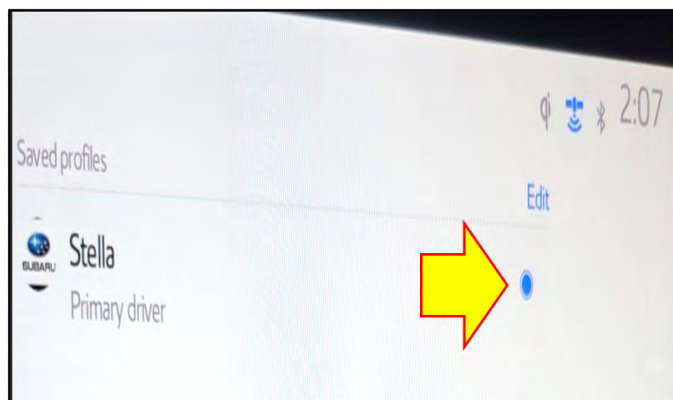 2:07
Saved profiles
Edit
SUBARU
Stella
Primary driver